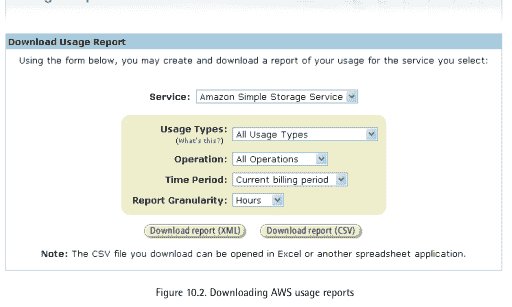 Download Usage Report
Using the form below, you may create and download a report of your usage for the service you select:
Service: Amazon Simple Storage Service
Usage Types: All Usage Types
(What's this?)
Operation: All Operations
Time Period: Current billing period
Report Granularity: Hours
Download report (XML) Download report (CSV)
Note: The CSV file you download can be opened in Excel or another spreadsheet application.
Figure 10.2. Downloading AWS usage reports